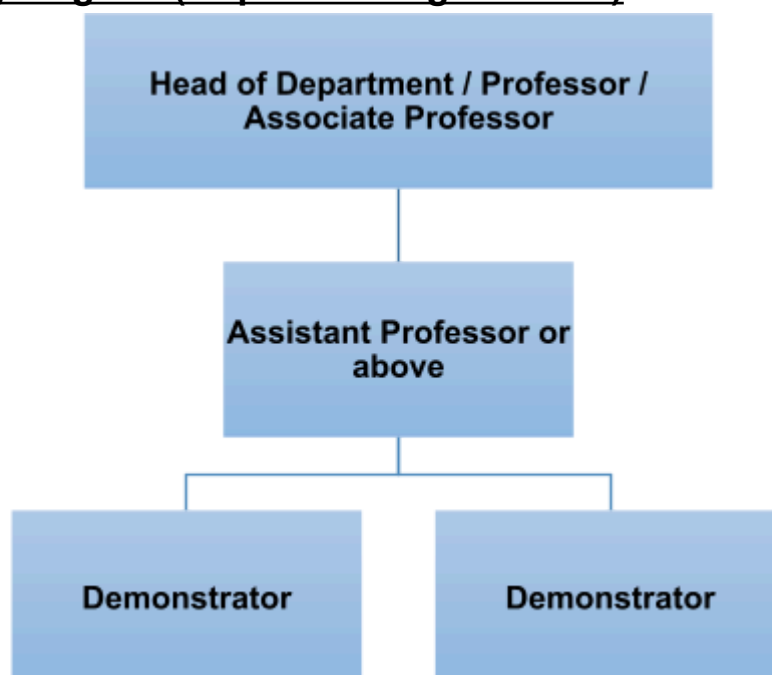 Head of Department / Professor /
Associate Professor
Assistant Professor or
above
Demonstrator
Demonstrator